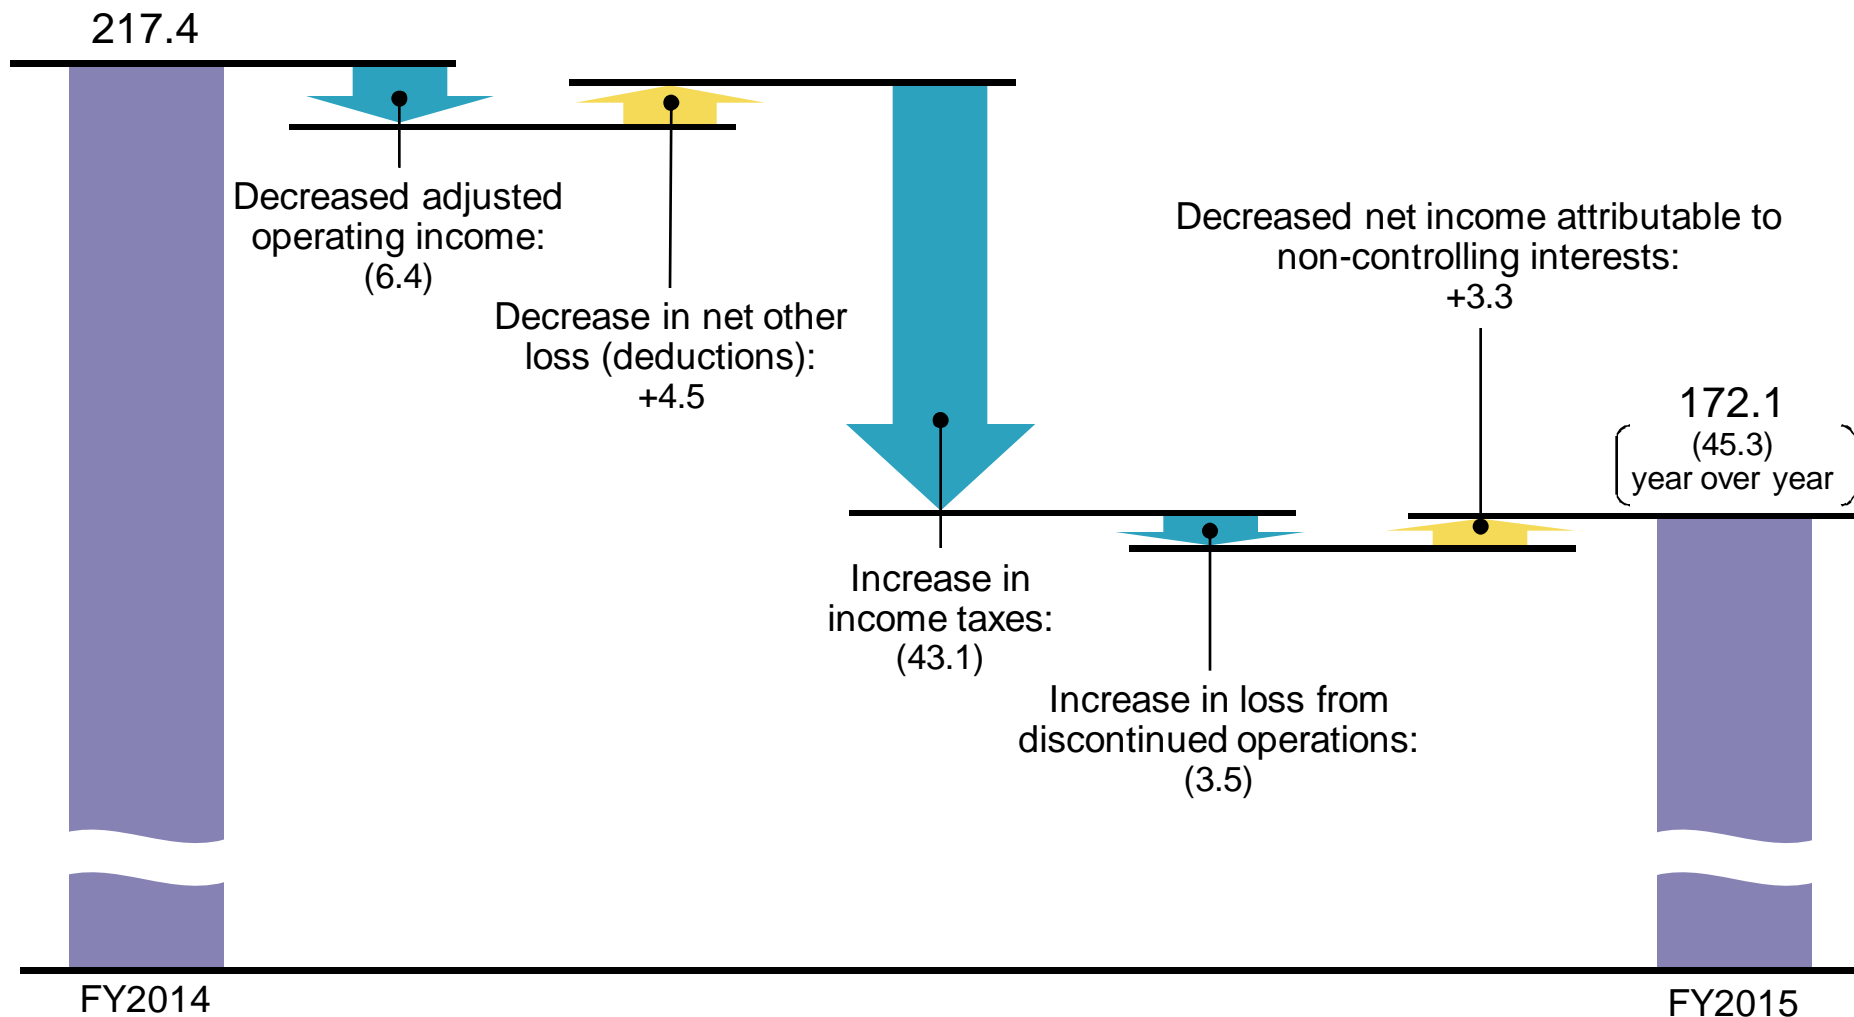 217.4
Decreased adjusted
operating income:
(6.4)
Decrease in net other
loss (deductions):
+4.5
Increase in
income taxes:
(43.1)
Increase in loss from
discontinued operations:
(3.5)
Decreased net income attributable to
non-controlling interests:
+3.3
172.1
(45.3)
year over year
FY2014
FY2015